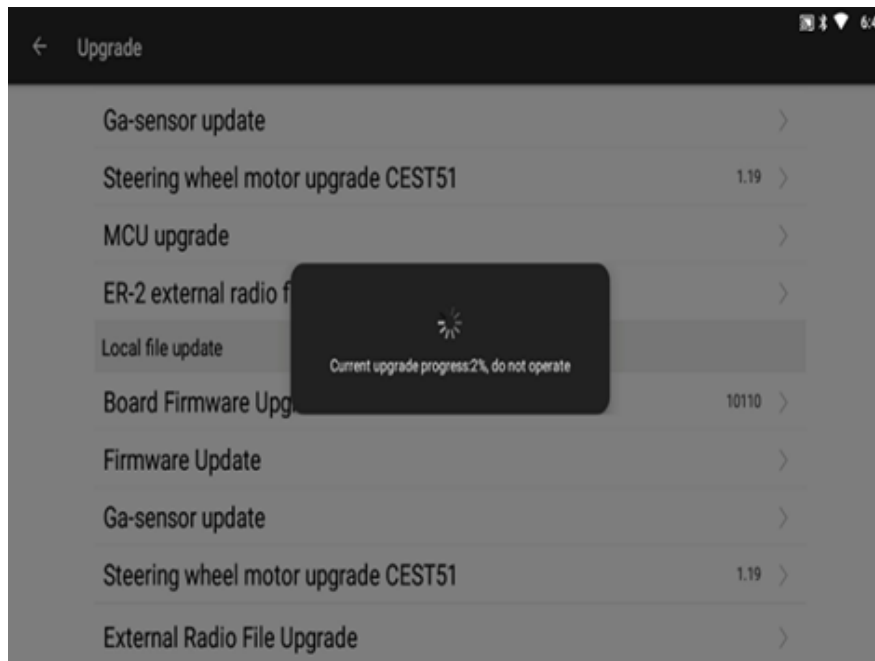 Upgrade
6:4
Ga-sensor update
Steering wheel motor upgrade CEST51 1.19
MCU upgrade
ER-2 external radio f
Current upgrade progress:2%, do not operate
Local file update
Board Firmware Upg 10110
Firmware Update
Ga-sensor update
Steering wheel motor upgrade CEST51 1.19
External Radio File Upgrade